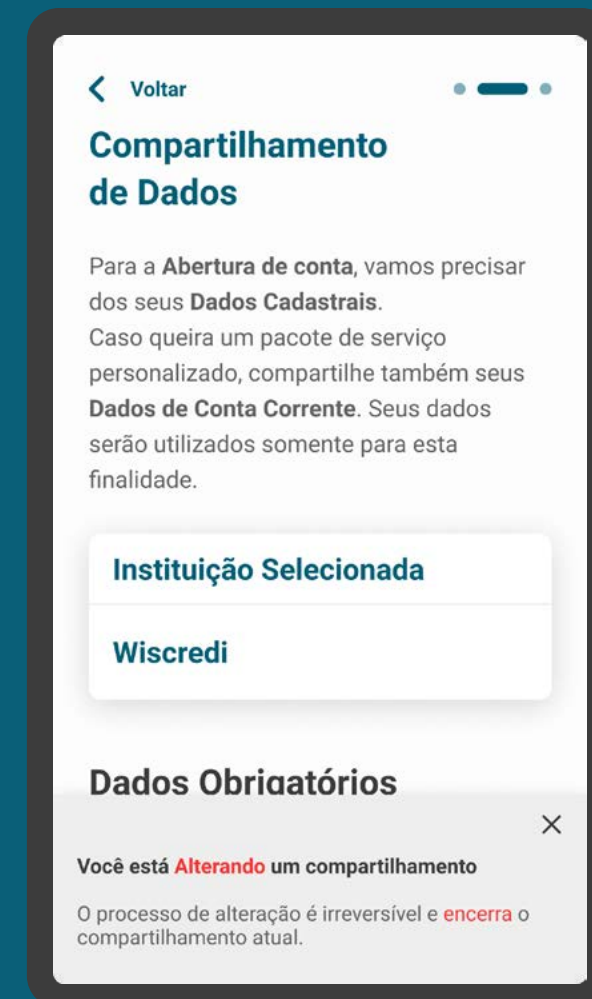 Voltar
Compartilhamento
de Dados
Para a Abertura de conta, vamos precisar
dos seus Dados Cadastrais.
Caso queira um pacote de serviço
personalizado, compartilhe também seus
Dados de Conta Corrente. Seus dados
serão utilizados somente para esta
finalidade.
Instituição Selecionada
Wiscredi
Dados Obrigatórios
Você está Alterando um compartilhamento
O processo de alteração é irreversível e encerra o
compartilhamento atual.